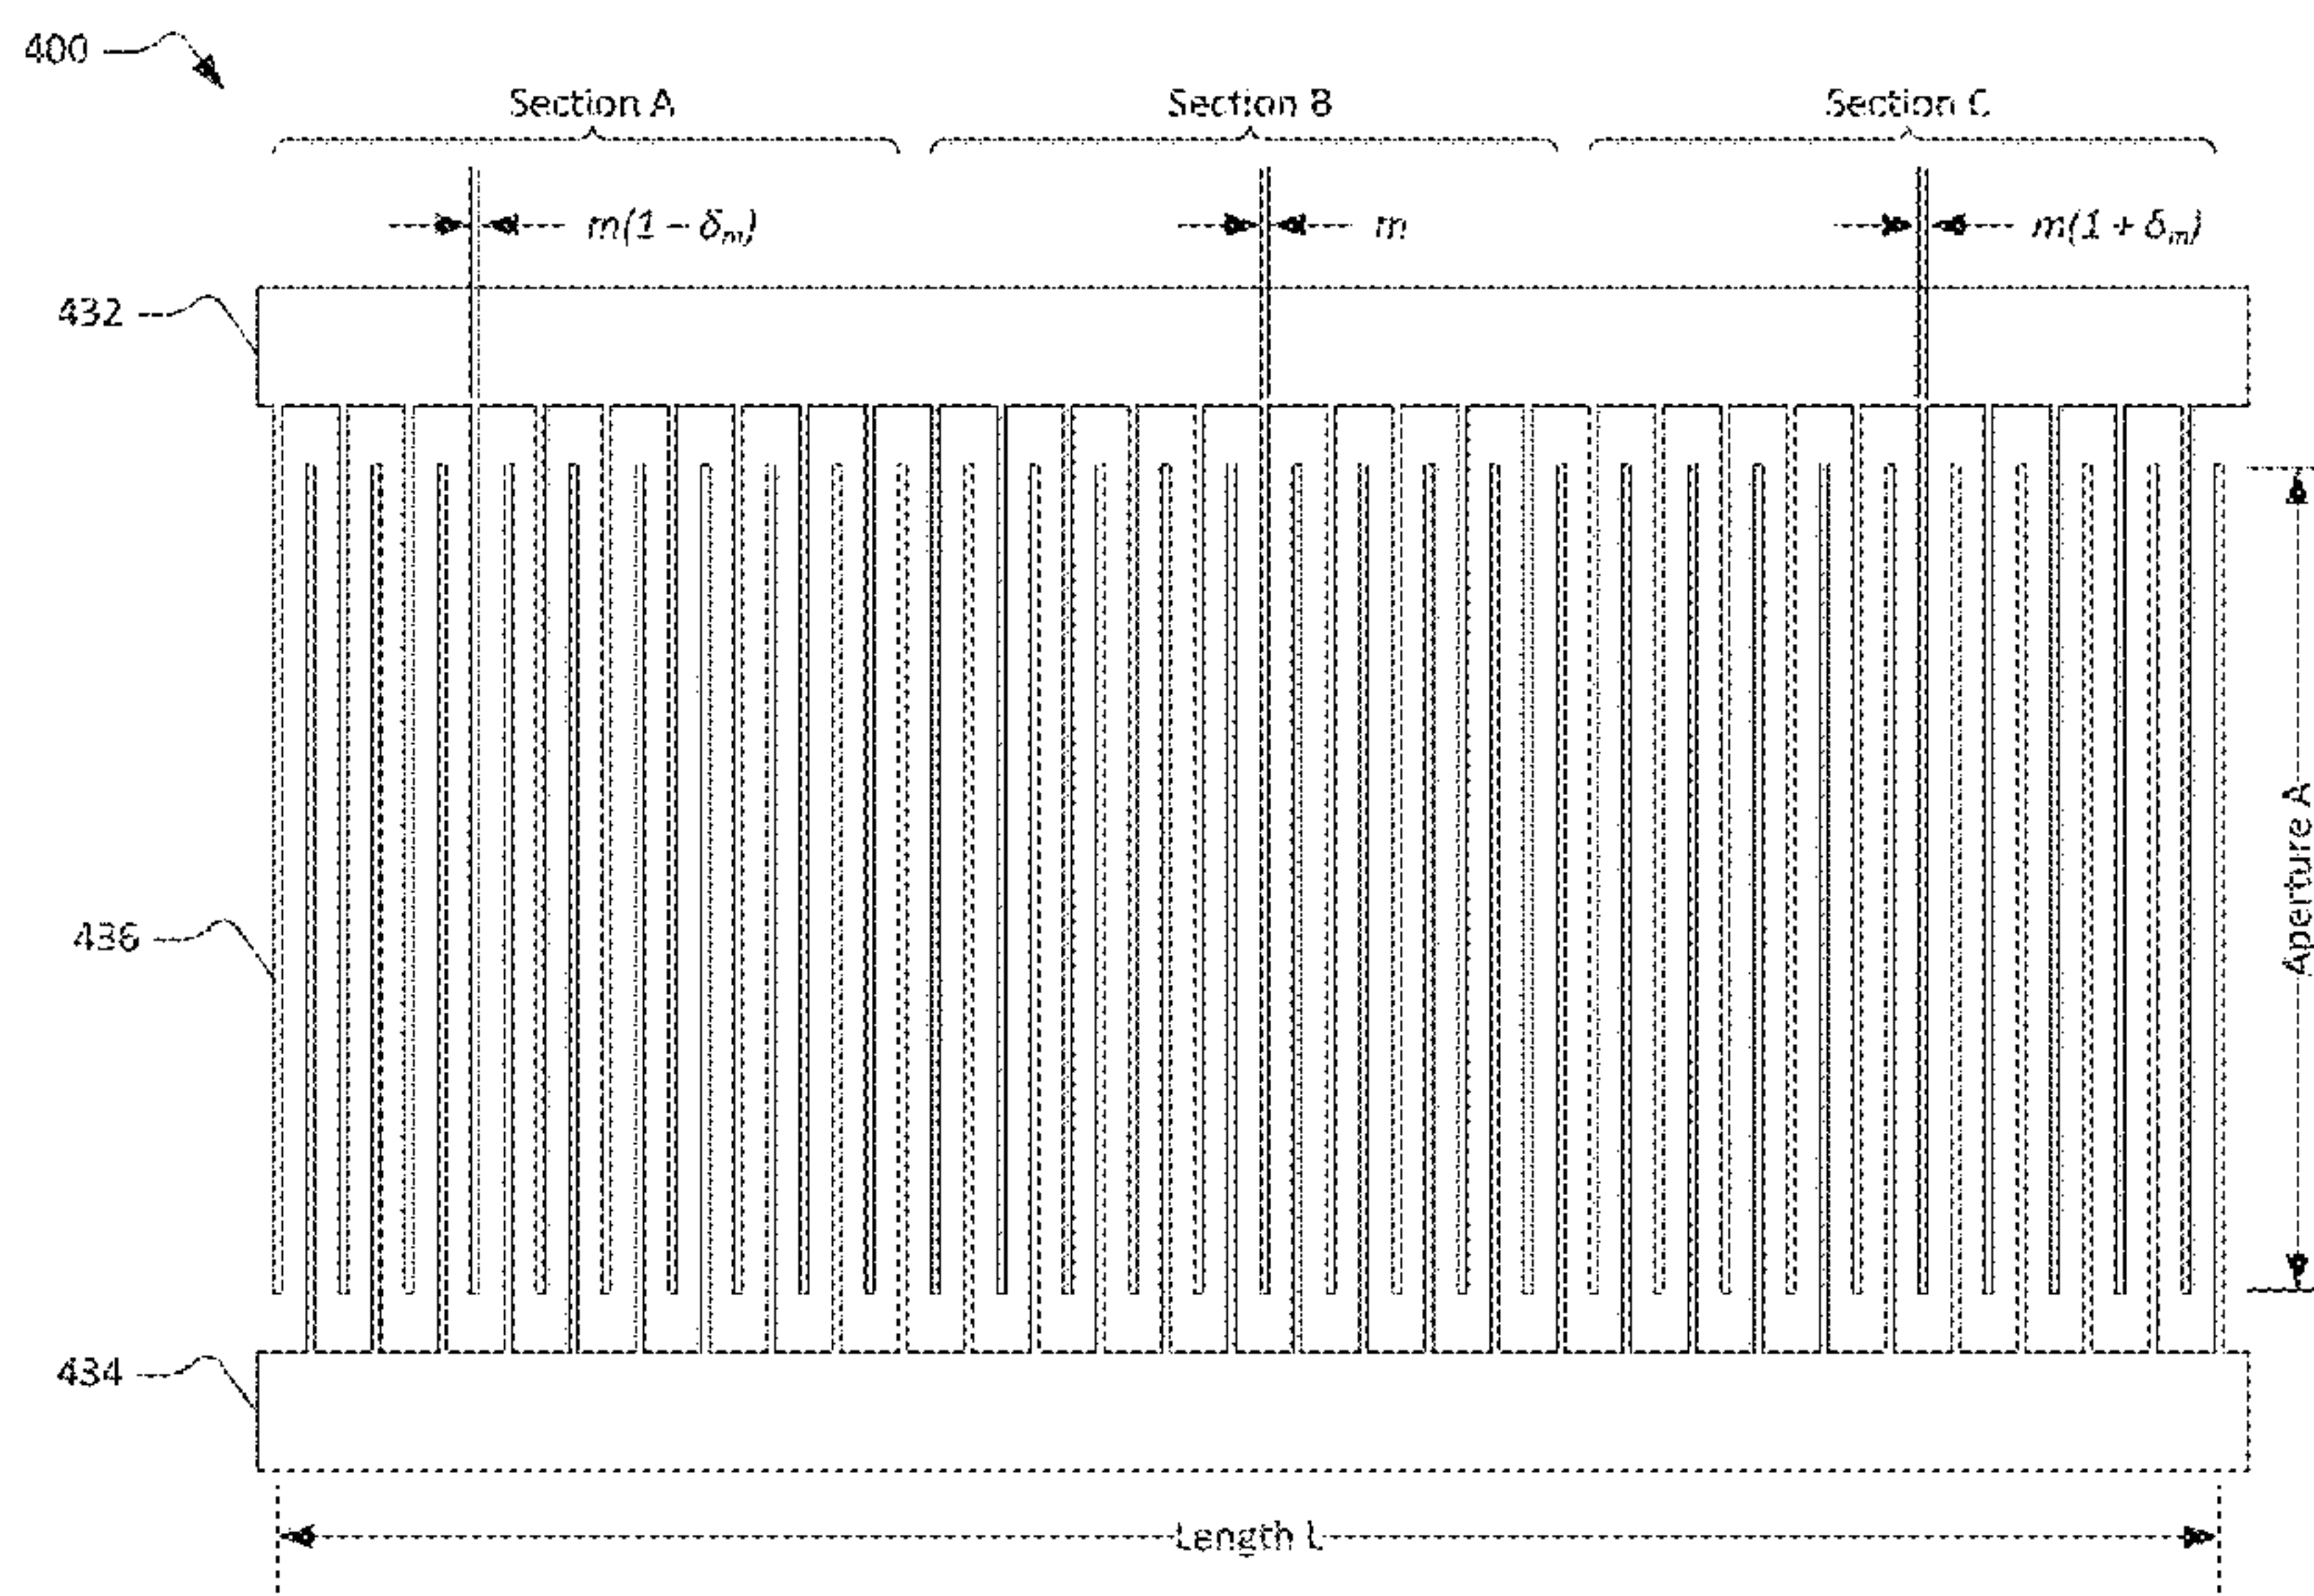 400
Section A
Section B
Section C
m(1 – δm)
m
m(1 + δm)
432
436
Aperture A
434
Length L